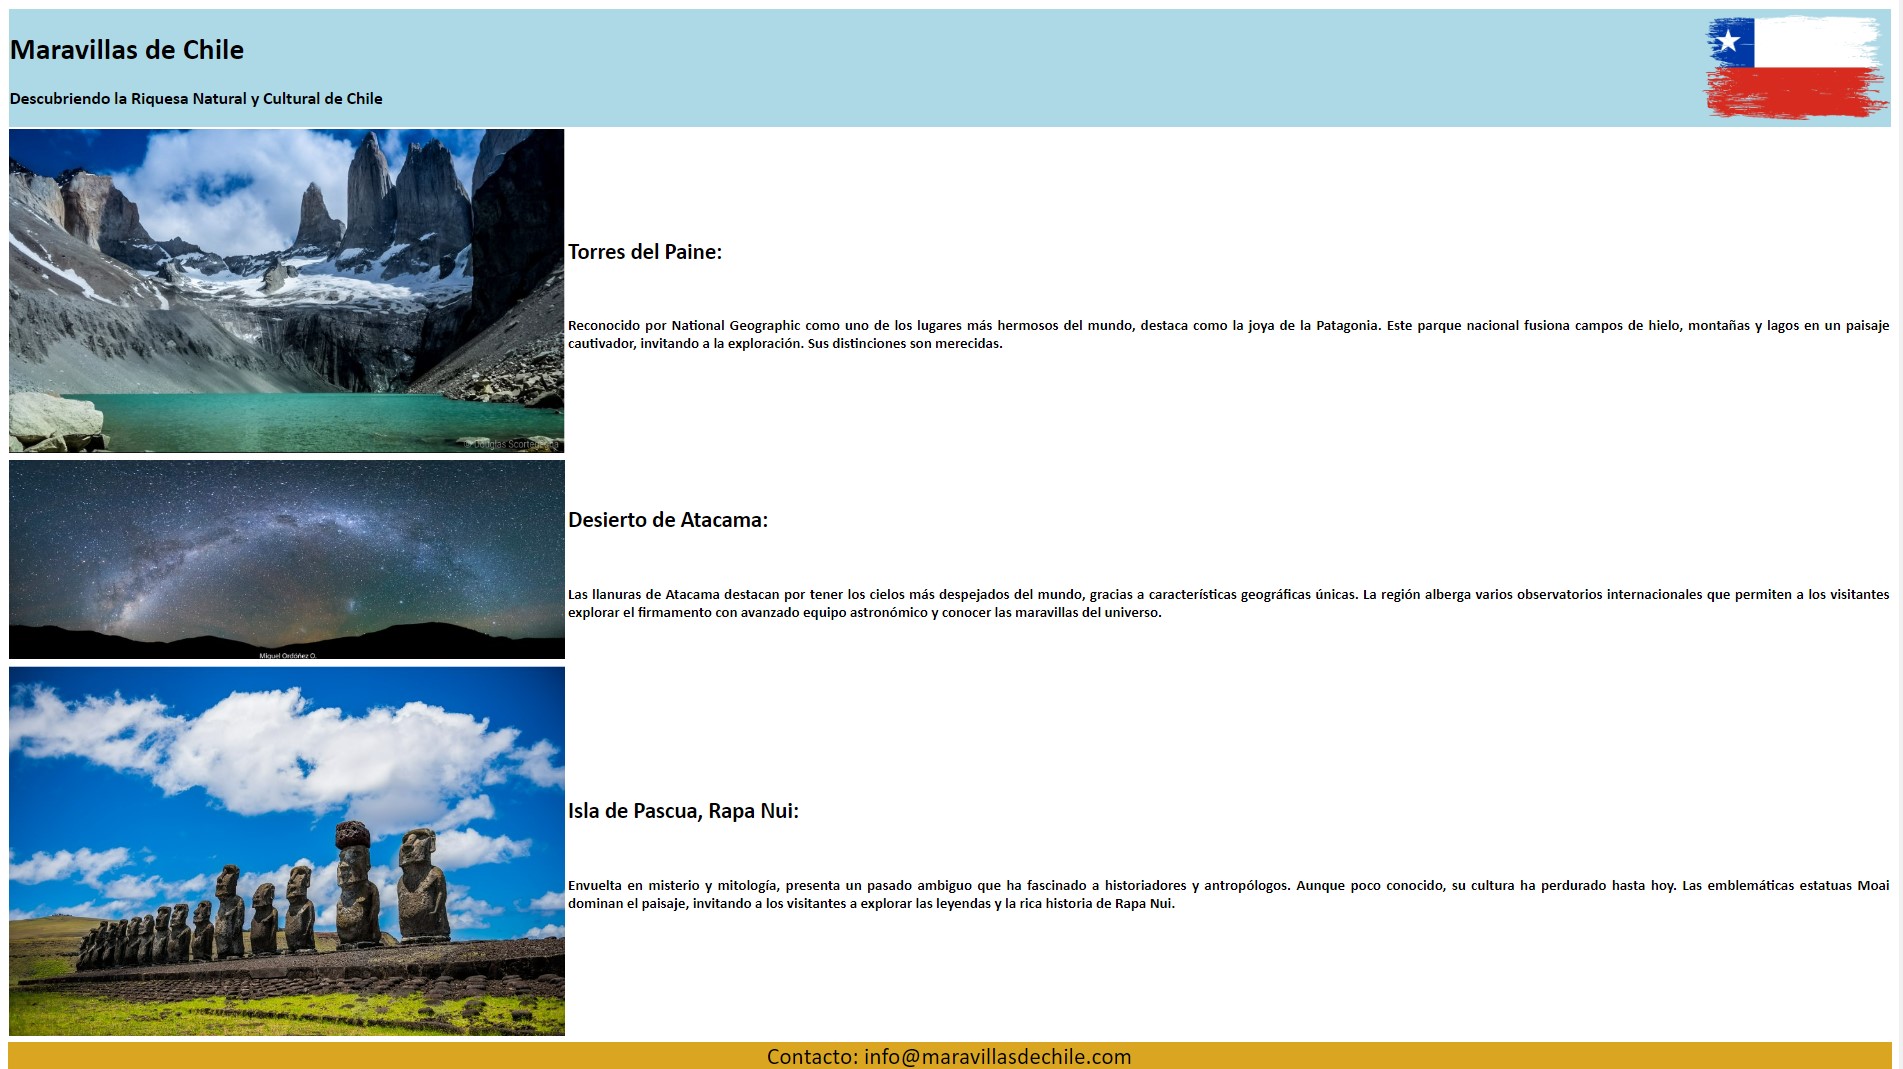 Maravillas de Chile
Descubriendo la Riquesa Natural y Cultural de Chile
© Douglas Scortegagna
Torres del Paine:
Reconocido por National Geographic como uno de los lugares más hermosos del mundo, destaca como la joya de la Patagonia. Este parque nacional fusiona campos de hielo, montañas y lagos en un paisaje
cautivador, invitando a la exploración. Sus distinciones son merecidas.
Miguel Ordóñez O.
Desierto de Atacama:
Las llanuras de Atacama destacan por tener los cielos más despejados del mundo, gracias a características geográficas únicas. La región alberga varios observatorios internacionales que permiten a los visitantes
explorar el firmamento con avanzado equipo astronómico y conocer las maravillas del universo.
Isla de Pascua, Rapa Nui:
Envuelta en misterio y mitología, presenta un pasado ambiguo que ha fascinado a historiadores y antropólogos. Aunque poco conocido, su cultura ha perdurado hasta hoy. Las emblemáticas estatuas Moai
dominan el paisaje, invitando a los visitantes a explorar las leyendas y la rica historia de Rapa Nui.
Contacto: info@maravillasdechile.com